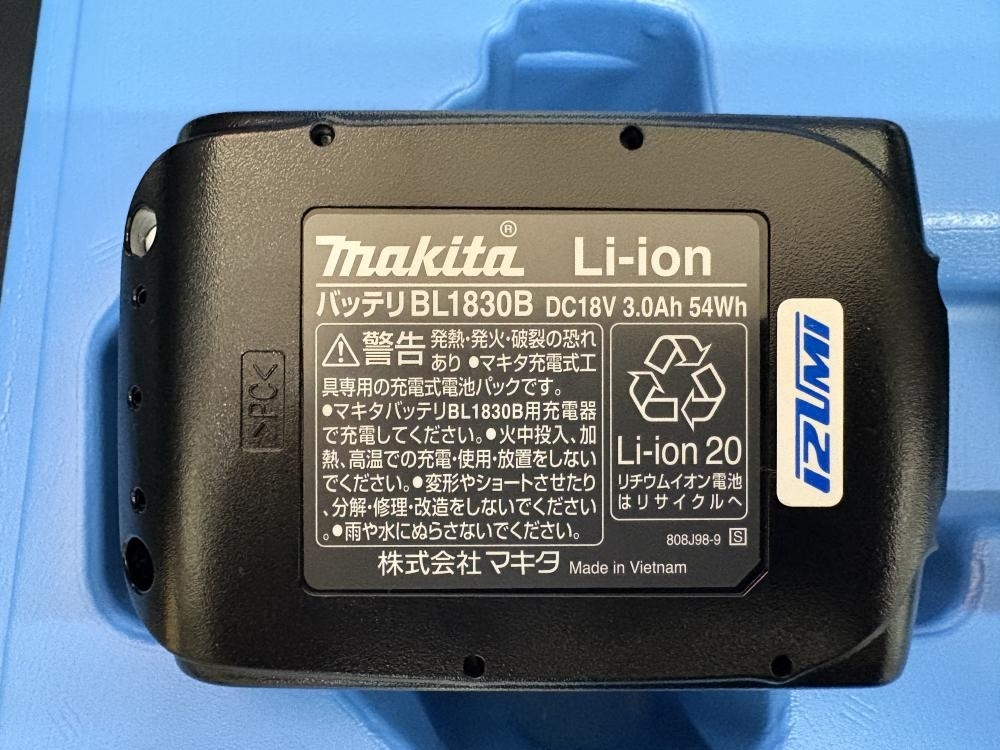 makita® Li-ion
バッテリBL1830B DC18V 3.0Ah 54Wh
警告 発熱・発火・破裂の恐れ
あり ●マキタ充電式工
具専用の充電式電池パックです。
●マキタバッテリBL1830B用充電器
で充電してください。●火中投入、加
熱、高温での充電・使用・放置をしない
でください。●変形やショートさせたり
、分解・修理・改造をしないでください
。●雨や水にぬらさないでください。
Li-ion 20
リチウムイオン電池
はリサイクルへ
808J98-9 S
株式会社マキタ Made in Vietnam
>PC<
IZUMI